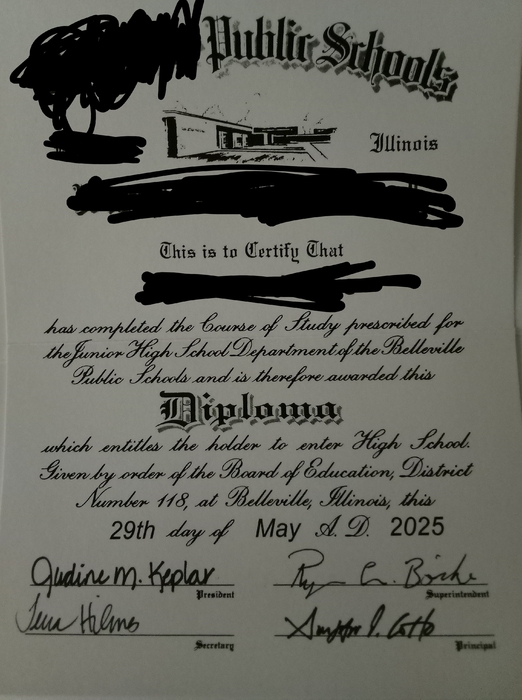 Public Schools
Illinois
This is to Certify That
has completed the Course of Study prescribed for
the Junior High School Department of the Belleville
Public Schools and is therefore awarded this
Diploma
which entitles the holder to enter High School.
Given by order of the Board of Education, District
Number 118, at Belleville, Illinois, this
29th day of May A. D. 2025
Judine M. Keplar
President
Superintendent
Hilmes
Secretary
Principal